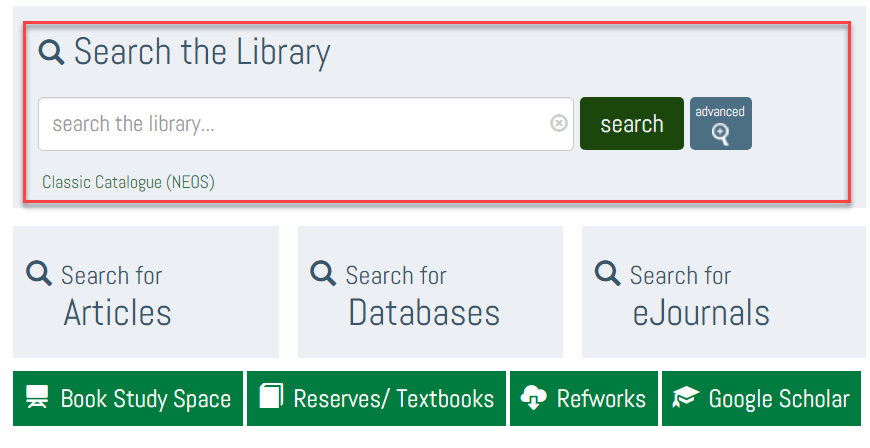 Search the Library
search the library...
search
advanced
Classic Catalogue (NEOS)
Search for
Articles
Search for
Databases
Search for
eJournals
Book Study Space
Reserves/ Textbooks
Refworks
Google Scholar